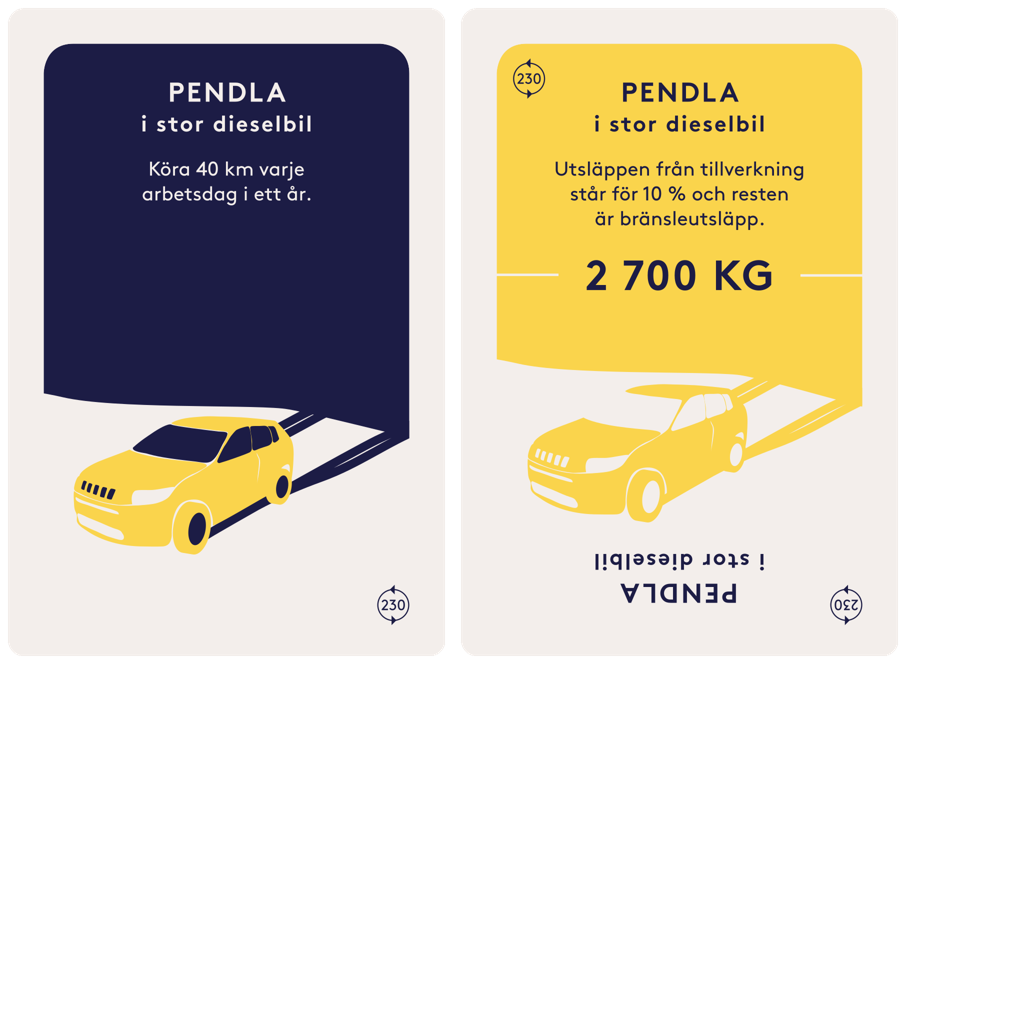 PENDLA
i stor dieselbil
Köra 40 km varje
arbetsdag i ett år.
230
230
PENDLA
i stor dieselbil
Utsläppen från tillverkning
står för 10 % och resten
är bränsleutsläpp.
2 700 KG
PENDLA
i stor dieselbil
230